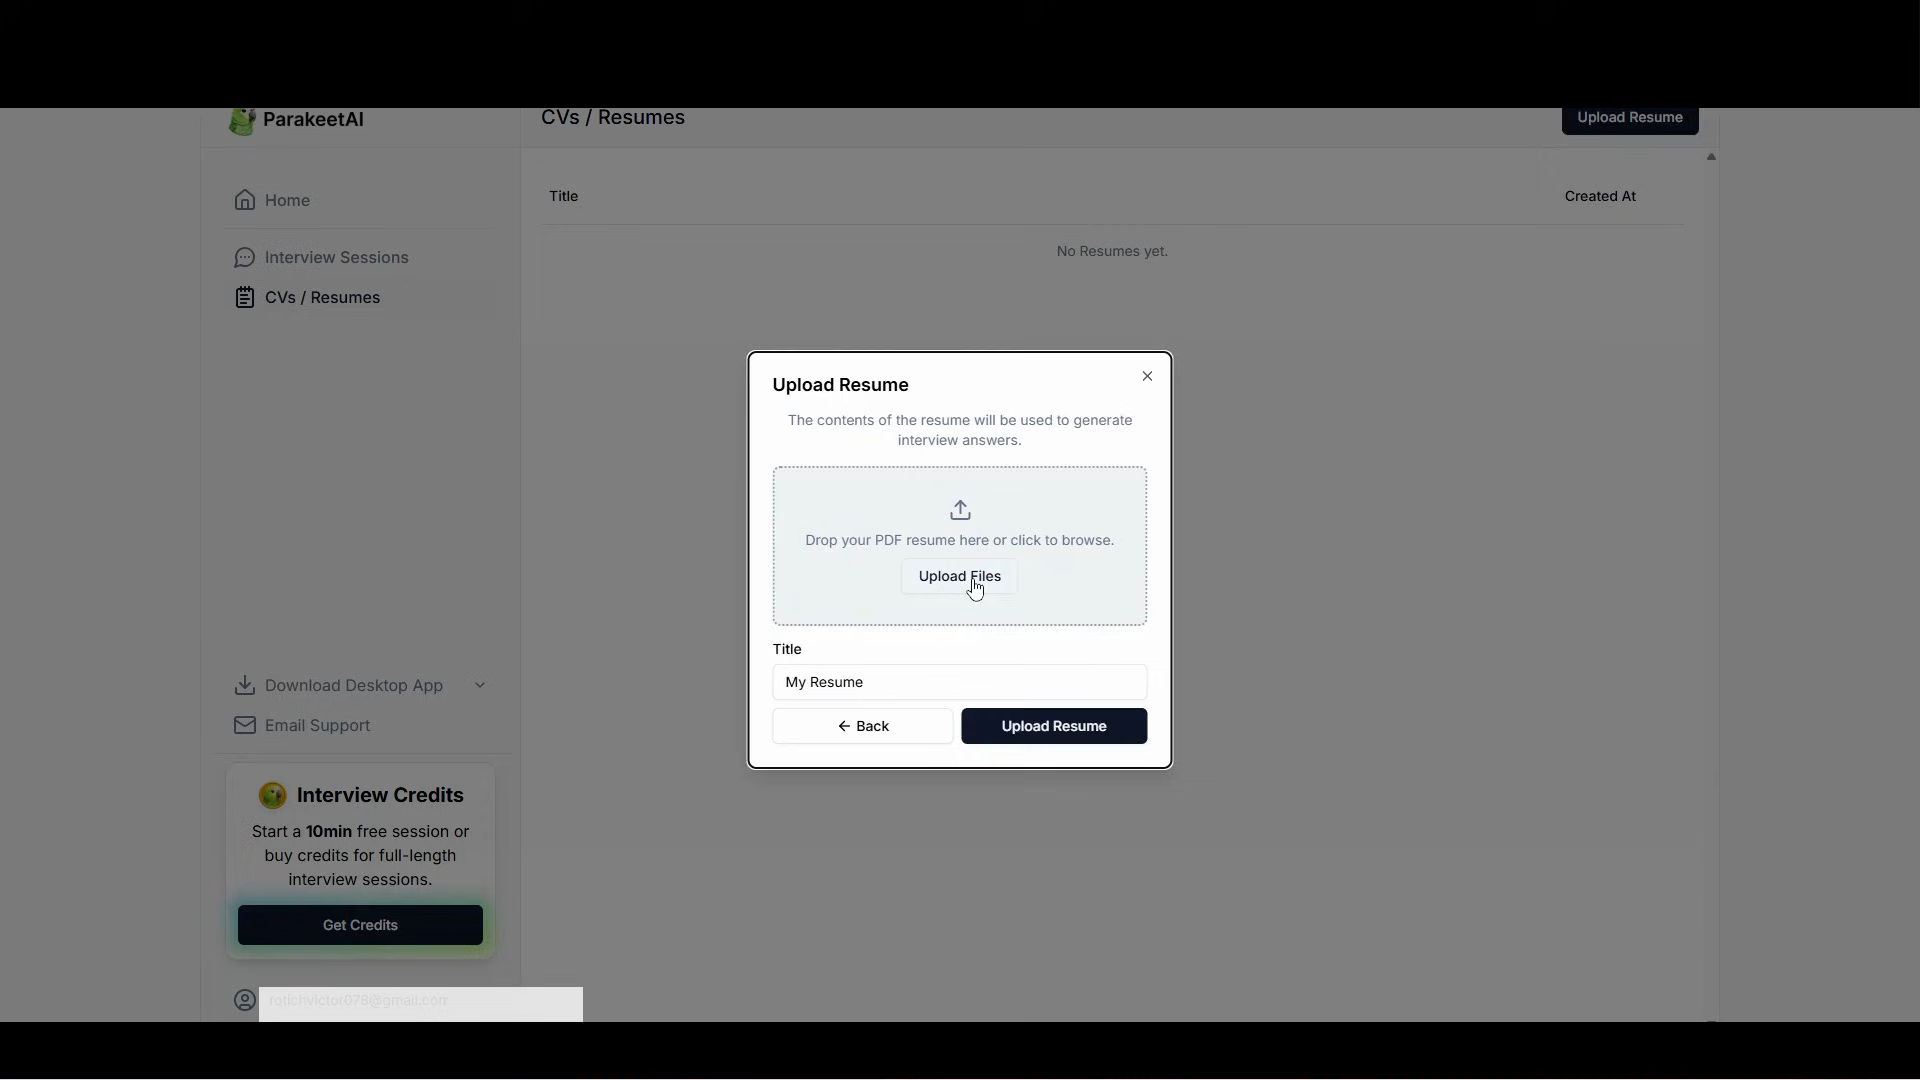 ParakeetAI
CVs / Resumes
Upload Resume
Home
Interview Sessions
CVs / Resumes
Title
Created At
No Resumes yet.
Upload Resume
The contents of the resume will be used to generate
interview answers.
Drop your PDF resume here or click to browse.
Upload Files
Title
My Resume
← Back
Upload Resume
Download Desktop App
Email Support
Interview Credits
Start a 10min free session or
buy credits for full-length
interview sessions.
Get Credits